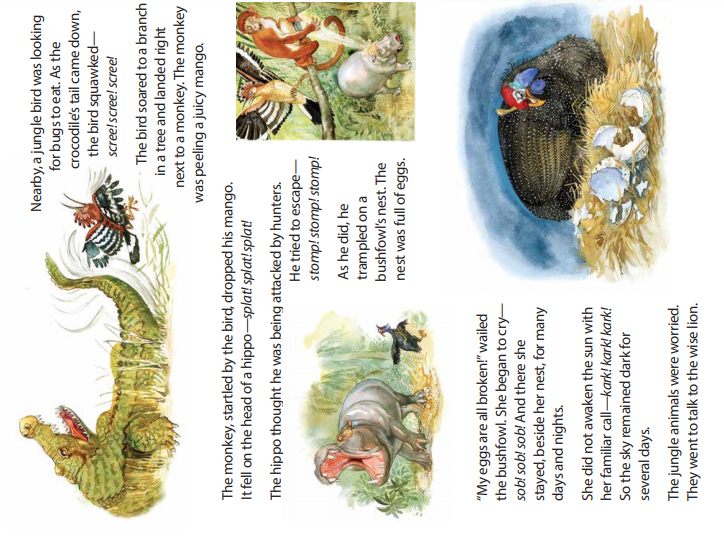 Nearby, a jungle bird was looking
for bugs to eat. As the
crocodile's tail came down,
the bird squawked—
scree! scree! scree!
The bird soared to a branch
in a tree and landed right
next to a monkey. The monkey
was peeling a juicy mango.
The monkey, startled by the bird, dropped his mango.
It fell on the head of a hippo—splat! splat! splat!
The hippo thought he was being attacked by hunters.
He tried to escape—
stomp! stomp! stomp!
As he did, he
trampled on a
bushfowl's nest. The
nest was full of eggs.
"My eggs are all broken!" wailed
the bushfowl. She began to cry—
sob! sob! sob! And there she
stayed, beside her nest, for many
days and nights.
She did not awaken the sun with
her familiar call—kark! kark! kark!
So the sky remained dark for
several days.
The jungle animals were worried.
They went to talk to the wise lion.